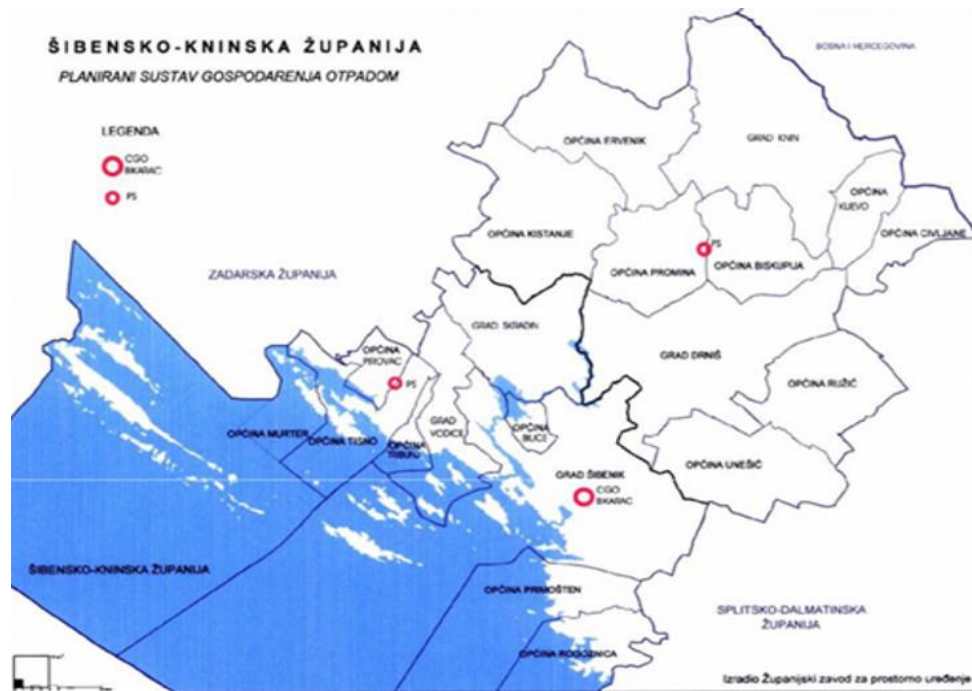 ŠIBENSKO-KNINSKA ŽUPANIJA
PLANIRANI SUSTAV GOSPODARENJA OTPADOM
BOSNA I HERCEGOVINA
LEGENDA
CGO
BIKARAC
PS
OPĆINA ERVENIK
GRAD KNIN
OPĆINA
KIJEVO
OPĆINA CIVLJANE
OPĆINA KISTANJE
PS
OPĆINA PROMINA
OPĆINA BISKUPIJA
ZADARSKA ŽUPANIJA
GRAD SKRADIN
OPĆINA
PIROVAC
PS
GRAD DRNIŠ
OPĆINA RUŽIĆ
OPĆINA MURTER
OPĆINA TISNO
OPĆINA
TRIBUNJ
GRAD
VODICE
OPĆINA
BILICE
OPĆINA UNEŠIĆ
GRAD ŠIBENIK
CGO
BIKARAC
ŠIBENSKO-KNINSKA ŽUPANIJA
OPĆINA PRIMOŠTEN
SPLITSKO-DALMATINSKA
ŽUPANIJA
OPĆINA ROGOZNICA
Izradio Županijski zavod za prostorno uređenje